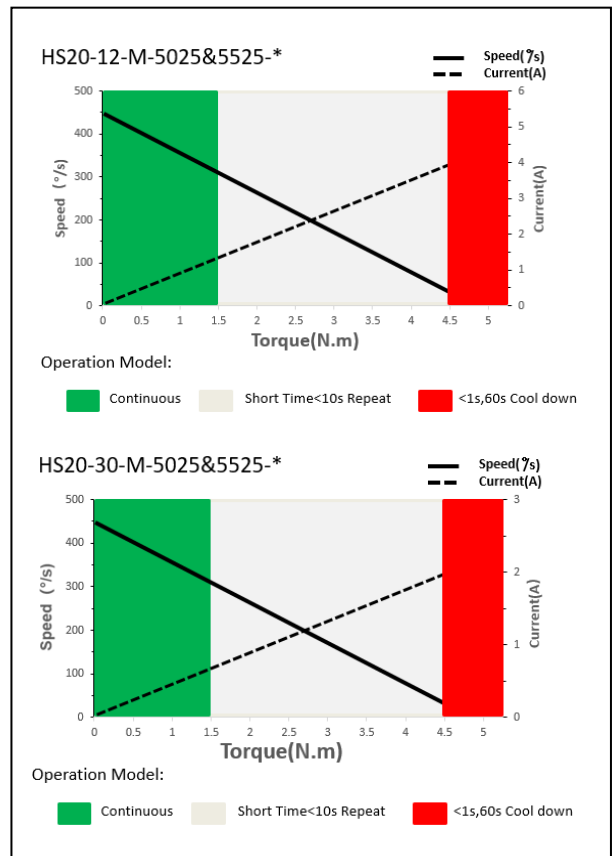 HS20-12-M-5025&5525-*
Speed(°/s)
Current(A)
500
400
300
200
100
0
Speed (°/s)
6
5
4
3
2
1
0
Current(A)
0 0.5 1 1.5 2 2.5 3 3.5 4 4.5 5
Torque(N.m)
Operation Model:
Continuous Short Time<10s Repeat <1s,60s Cool down
HS20-30-M-5025&5525-*
Speed(°/s)
Current(A)
500
400
300
200
100
0
Speed (°/s)
3
2
1
0
Current(A)
0 0.5 1 1.5 2 2.5 3 3.5 4 4.5 5
Torque(N.m)
Operation Model:
Continuous Short Time<10s Repeat <1s,60s Cool down